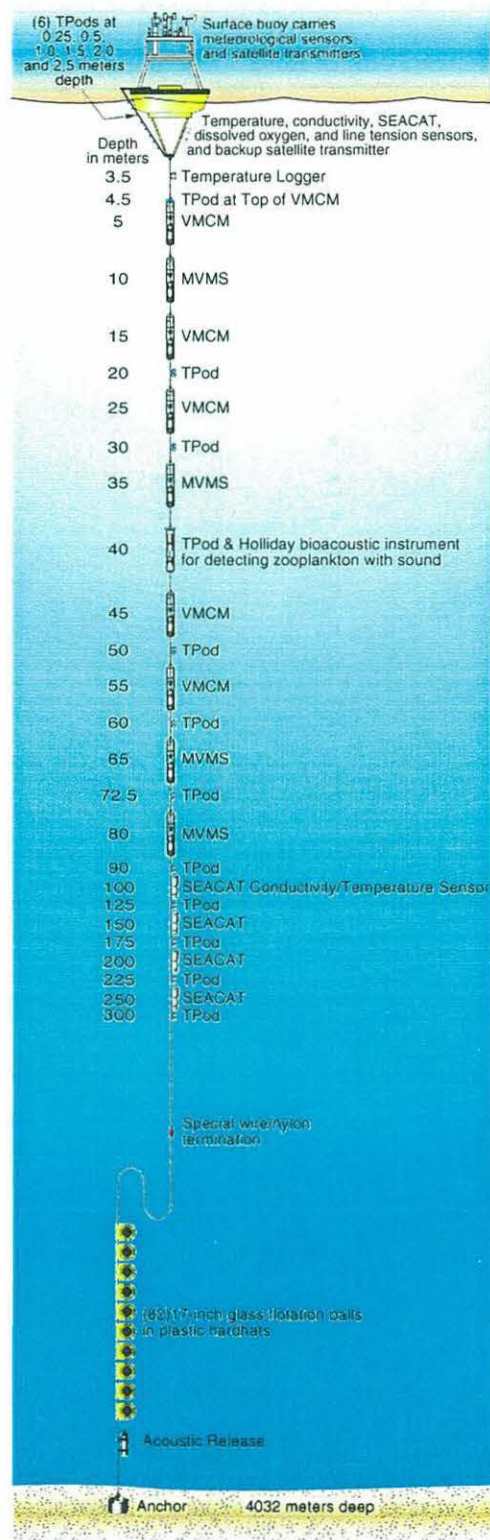 (6) TPods at
0.25, 0.5,
1.0, 1.5, 2.0
and 2.5 meters
depth
Surface buoy carries
meteorological sensors
and satellite transmitters
Temperature, conductivity, SEACAT,
dissolved oxygen, and line tension sensors,
and backup satellite transmitter
Depth
in meters
3.5 Temperature Logger
4.5 TPod at Top of VMCM
5 VMCM
10 MVMS
15 VMCM
20 TPod
25 VMCM
30 TPod
35 MVMS
40 TPod & Holliday bioacoustic instrument
for detecting zooplankton with sound
45 VMCM
50 TPod
55 VMCM
60 TPod
65 MVMS
72.5 TPod
80 MVMS
90 TPod
100 SEACAT Conductivity/Temperature Sensor
125 TPod
150 SEACAT
175 TPod
200 SEACAT
225 TPod
250 SEACAT
300 TPod
Special wire/nylon
termination
(82)17-inch glass flotation balls
in plastic hardhats
Acoustic Release
Anchor 4032 meters deep